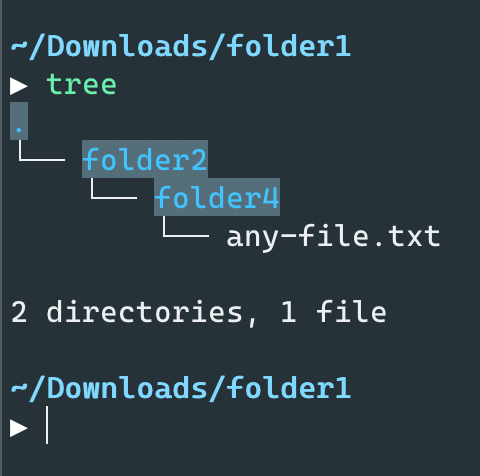 ~/Downloads/folder1
▶ tree
.
└── folder2
    └── folder4
        └── any-file.txt
2 directories, 1 file
~/Downloads/folder1
▶